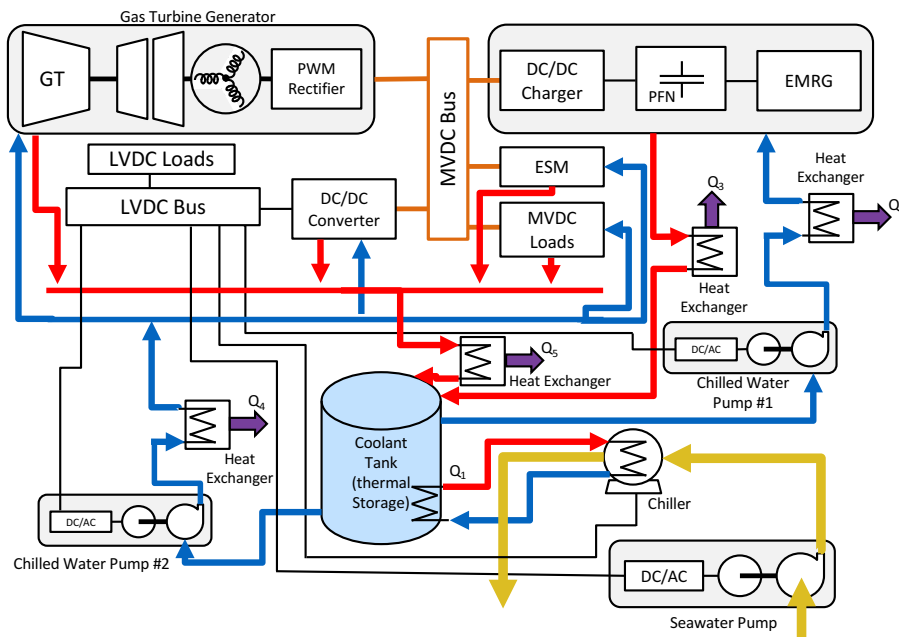 Gas Turbine Generator
GT
PWM
Rectifier
MVDC Bus
DC/DC
Charger
PFN
EMRG
LVDC Loads
LVDC Bus
DC/DC
Converter
ESM
MVDC
Loads
Q3
Heat
Exchanger
Heat
Exchanger
Q
DC/AC
Chilled Water
Pump #1
Q5
Heat Exchanger
Q4
Heat
Exchanger
Coolant
Tank
(thermal
Storage)
Q1
Chiller
DC/AC
Chilled Water Pump #2
DC/AC
Seawater Pump